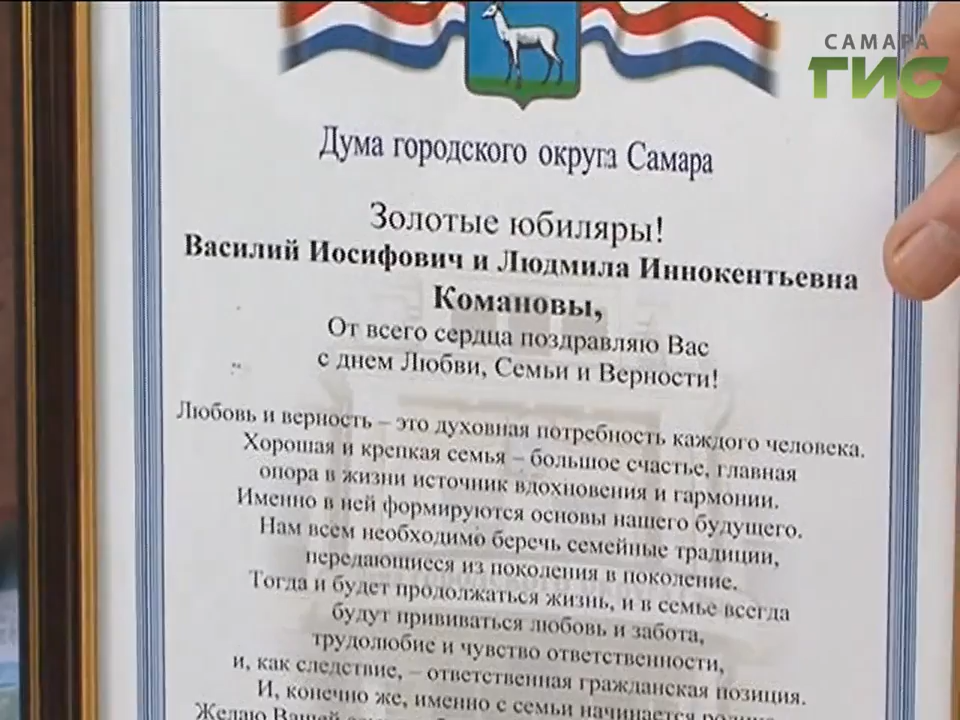 САМАРА
ГИС
Дума городского округа Самара
Золотые юбиляры!
Василий Иосифович и Людмила Иннокентьевна
Комановы,
От всего сердца поздравляю Вас
с днем Любви, Семьи и Верности!
Любовь и верность – это духовная потребность каждого человека.
Хорошая и крепкая семья – большое счастье, главная
опора в жизни источник вдохновения и гармонии.
Именно в ней формируются основы нашего будущего.
Нам всем необходимо беречь семейные традиции,
передающиеся из поколения в поколение.
Тогда и будет продолжаться жизнь, и в семье всегда
будут прививаться любовь и забота,
трудолюбие и чувство ответственности,
и, как следствие, – ответственная гражданская позиция.
И, конечно же, именно с семьи начинается
Желаю Вашей